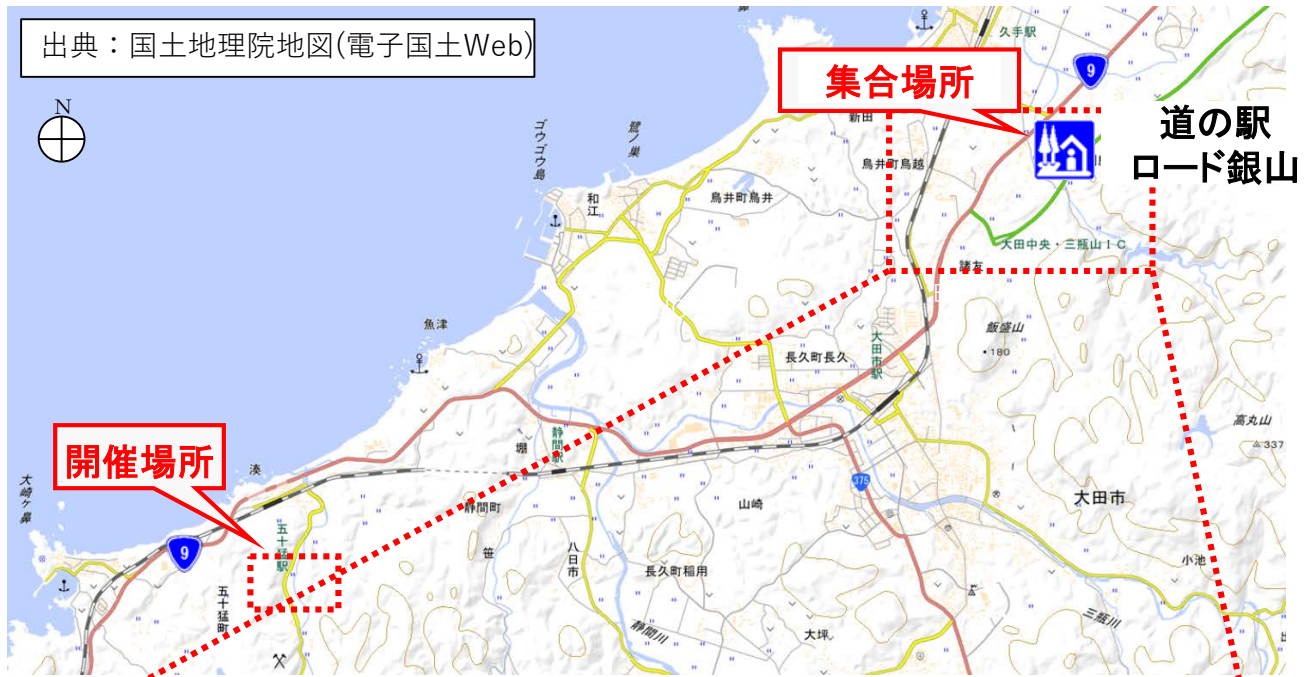 出典：国土地理院地図(電子国土Web)
N
久手駅
9
集合場所
新田
道の駅
ロード銀山
ゴウゴウ島
鷺ノ巣
鳥井町鳥越
和江
鳥井町鳥井
大田中央・三瓶山IC
諸友
魚津
飯盛山
180
大田市駅
長久町長久
高丸山
337
開催場所
湊
大崎ヶ鼻
静間駅
堀
375
静間町
山崎
大田市
五十猛駅
9
笹
八日市
長久町稲用
小池
五十猛町
静間川
大坪
三瓶川